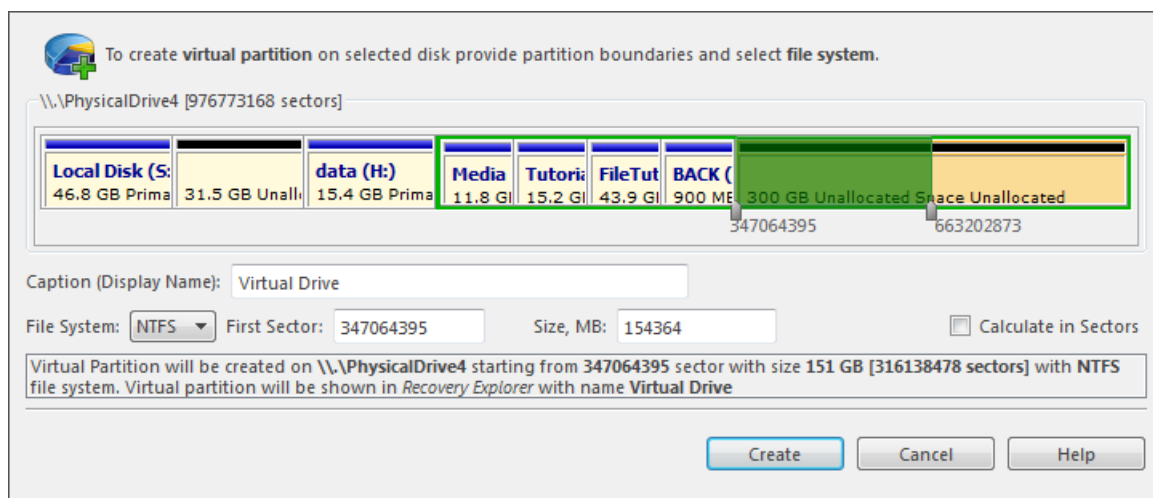 To create virtual partition on selected disk provide partition boundaries and select file system.
\\.\PhysicalDrive4 [976773168 sectors]
Local Disk (S: data (H:) Media Tutoria FileTut BACK (
46.8 GB Prima 31.5 GB Unall 15.4 GB Prima 11.8 GI 15.2 GI 43.9 GI 900 ME 300 GB Unallocated Space Unallocated
347064395 663202873
Caption (Display Name): Virtual Drive
File System: NTFS First Sector: 347064395 Size, MB: 154364 Calculate in Sectors
Virtual Partition will be created on \\.\PhysicalDrive4 starting from 347064395 sector with size 151 GB [316138478 sectors] with NTFS
file system. Virtual partition will be shown in Recovery Explorer with name Virtual Drive
Create Cancel Help